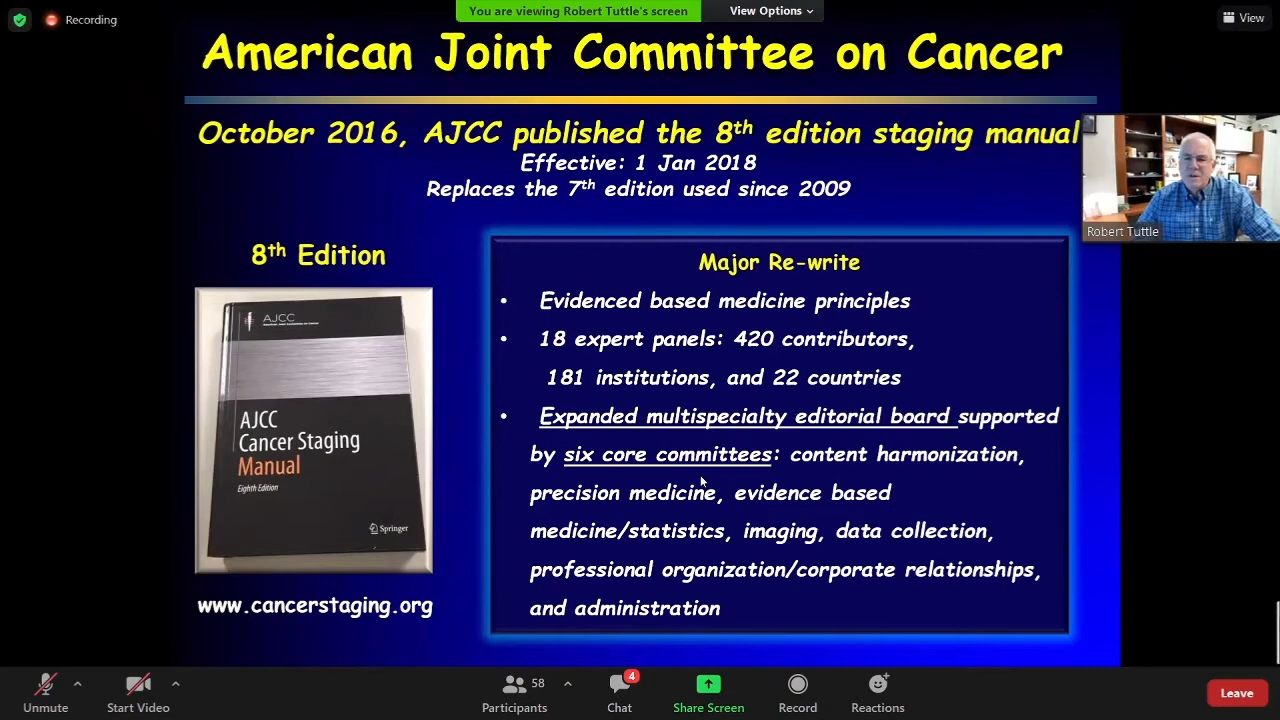 Recording
You are viewing Robert Tuttle's screen
View Options
View
American Joint Committee on Cancer
October 2016, AJCC published the 8th edition staging manual
Effective: 1 Jan 2018
Replaces the 7th edition used since 2009
Robert Tuttle
8th Edition
AJCC
AJCC
Cancer Staging
Manual
Eighth Edition
Springer
www.cancerstaging.org
Major Re-write
• Evidenced based medicine principles
• 18 expert panels: 420 contributors,
181 institutions, and 22 countries
• Expanded multispecialty editorial board supported
by six core committees: content harmonization,
precision medicine, evidence based
medicine/statistics, imaging, data collection,
professional organization/corporate relationships,
and administration
Unmute
Start Video
58
Participants
4
Chat
Share Screen
Record
Reactions
Leave